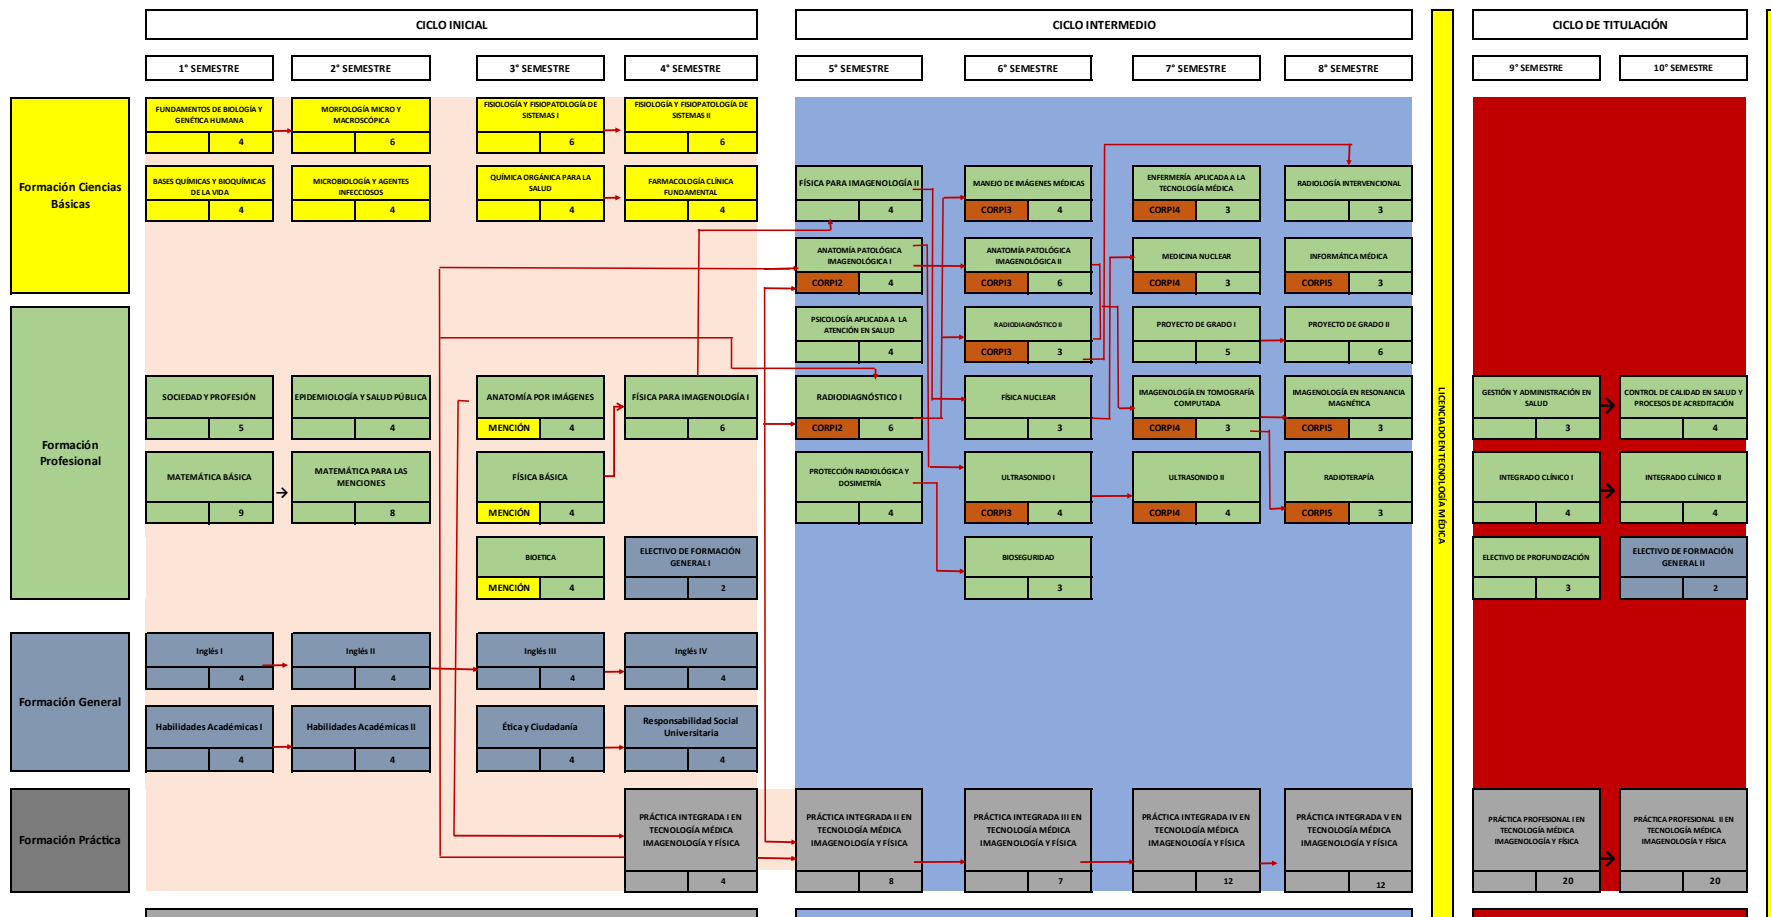 CICLO INICIAL
CICLO INTERMEDIO
CICLO DE TITULACIÓN
1° SEMESTRE
2° SEMESTRE
3° SEMESTRE
4° SEMESTRE
5° SEMESTRE
6° SEMESTRE
7° SEMESTRE
8° SEMESTRE
9° SEMESTRE
10° SEMESTRE
Formación Ciencias
Básicas
FUNDAMENTOS DE BIOLOGÍA Y
GENÉTICA HUMANA
4
MORFOLOGÍA MICRO Y
MACROSCÓPICA
6
FISIOLOGÍA Y FISIOPATOLOGÍA DE
SISTEMAS I
6
FISIOLOGÍA Y FISIOPATOLOGÍA DE
SISTEMAS II
6
BASES QUÍMICAS Y BIOQUÍMICAS
DE LA VIDA
4
MICROBIOLOGÍA Y AGENTES
INFECCIOSOS
4
QUÍMICA ORGÁNICA PARA LA
SALUD
4
FARMACOLOGÍA CLÍNICA
FUNDAMENTAL
4
FÍSICA PARA IMAGENOLOGÍA II
4
MANEJO DE IMÁGENES MÉDICAS
CORPI3 4
ENFERMERÍA APLICADA A LA
TECNOLOGÍA MÉDICA
CORPI4 3
RADIOLOGÍA INTERVENCIONAL
3
ANATOMÍA PATOLÓGICA
IMAGENOLÓGICA I
CORPI2 4
ANATOMÍA PATOLÓGICA
IMAGENOLÓGICA II
CORPI3 6
MEDICINA NUCLEAR
CORPI4 3
INFORMÁTICA MÉDICA
CORPI5 3
Formación
Profesional
PSICOLOGÍA APLICADA A LA
ATENCIÓN EN SALUD
4
RADIODIAGNÓSTICO II
CORPI3 3
PROYECTO DE GRADO I
5
PROYECTO DE GRADO II
6
SOCIEDAD Y PROFESIÓN
5
EPIDEMIOLOGÍA Y SALUD PÚBLICA
4
ANATOMÍA POR IMÁGENES
MENCIÓN 4
FÍSICA PARA IMAGENOLOGÍA I
6
RADIODIAGNÓSTICO I
CORPI2 6
FÍSICA NUCLEAR
3
IMAGENOLOGÍA EN TOMOGRAFÍA
COMPUTADA
CORPI4 3
IMAGENOLOGÍA EN RESONANCIA
MAGNÉTICA
CORPI5 3
LICENCIADO EN TECNOLOGÍA MÉDICA
GESTIÓN Y ADMINISTRACIÓN EN
SALUD
3
CONTROL DE CALIDAD EN SALUD Y
PROCESOS DE ACREDITACIÓN
4
MATEMÁTICA BÁSICA
9
MATEMÁTICA PARA LAS
MENCIONES
8
FÍSICA BÁSICA
MENCIÓN 4
PROTECCIÓN RADIOLÓGICA Y
DOSIMETRÍA
4
ULTRASONIDO I
CORPI3 4
ULTRASONIDO II
CORPI4 4
RADIOTERAPÍA
CORPI5 3
INTEGRADO CLÍNICO I
4
INTEGRADO CLÍNICO II
4
BIOETICA
MENCIÓN 4
ELECTIVO DE FORMACIÓN
GENERAL I
2
BIOSEGURIDAD
3
ELECTIVO DE PROFUNDIZACIÓN
3
ELECTIVO DE FORMACIÓN
GENERAL II
2
Formación General
Inglés I
4
Inglés II
4
Inglés III
4
Inglés IV
4
Habilidades Académicas I
4
Habilidades Académicas II
4
Ética y Ciudadanía
4
Responsabilidad Social
Universitaria
4
Formación Práctica
PRÁCTICA INTEGRADA I EN
TECNOLOGÍA MÉDICA
IMAGENOLOGÍA Y FÍSICA
4
PRÁCTICA INTEGRADA II EN
TECNOLOGÍA MÉDICA
IMAGENOLOGÍA Y FÍSICA
8
PRÁCTICA INTEGRADA III EN
TECNOLOGÍA MÉDICA
IMAGENOLOGÍA Y FÍSICA
7
PRÁCTICA INTEGRADA IV EN
TECNOLOGÍA MÉDICA
IMAGENOLOGÍA Y FÍSICA
12
PRÁCTICA INTEGRADA V EN
TECNOLOGÍA MÉDICA
IMAGENOLOGÍA Y FÍSICA
12
PRÁCTICA PROFESIONAL I EN
TECNOLOGÍA MÉDICA
IMAGENOLOGÍA Y FÍSICA
20
PRÁCTICA PROFESIONAL II EN
TECNOLOGÍA MÉDICA
IMAGENOLOGÍA Y FÍSICA
20